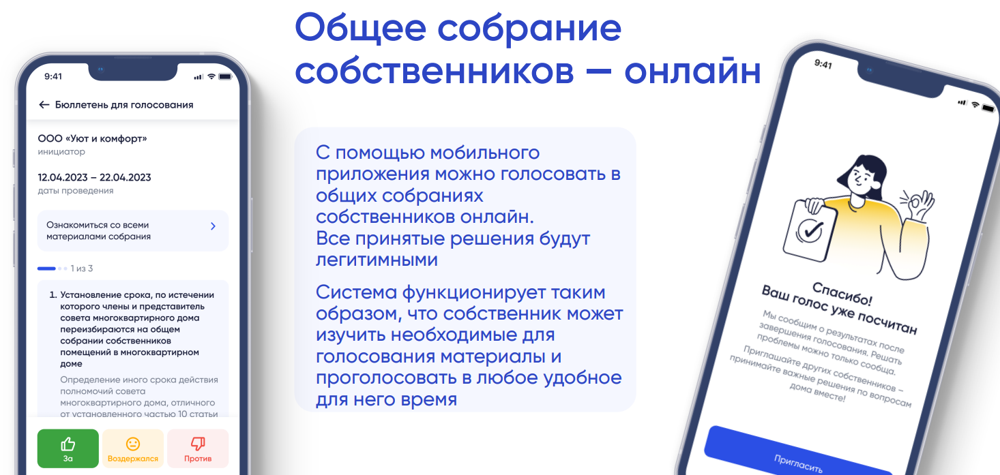 Общее собрание
собственников — онлайн
9:41
Бюллетень для голосования
ООО «Уют и комфорт»
инициатор
12.04.2023 – 22.04.2023
даты проведения
Ознакомиться со всеми
материалами собрания
1 из 3
1. Установление срока, по истечении
которого члены и представитель
совета многоквартирного дома
переизбираются на общем
собрании собственников
помещений в многоквартирном
доме
Определение иного срока действия
полномочий совета
многоквартирного дома, отличного
от установленного частью 10 статьи
За
Воздержался
Против
С помощью мобильного
приложения можно голосовать в
общих собраниях
собственников онлайн.
Все принятые решения будут
легитимными
Система функционирует таким
образом, что собственник может
изучить необходимые для
голосования материалы и
проголосовать в любое удобное
для него время
9:41
Спасибо!
Ваш голос уже посчитан
Мы сообщим о результатах после
завершения голосования. Решать
проблемы можно только сообща.
Приглашайте других собственников –
принимайте важные решения по вопросам
дома вместе!
Пригласить